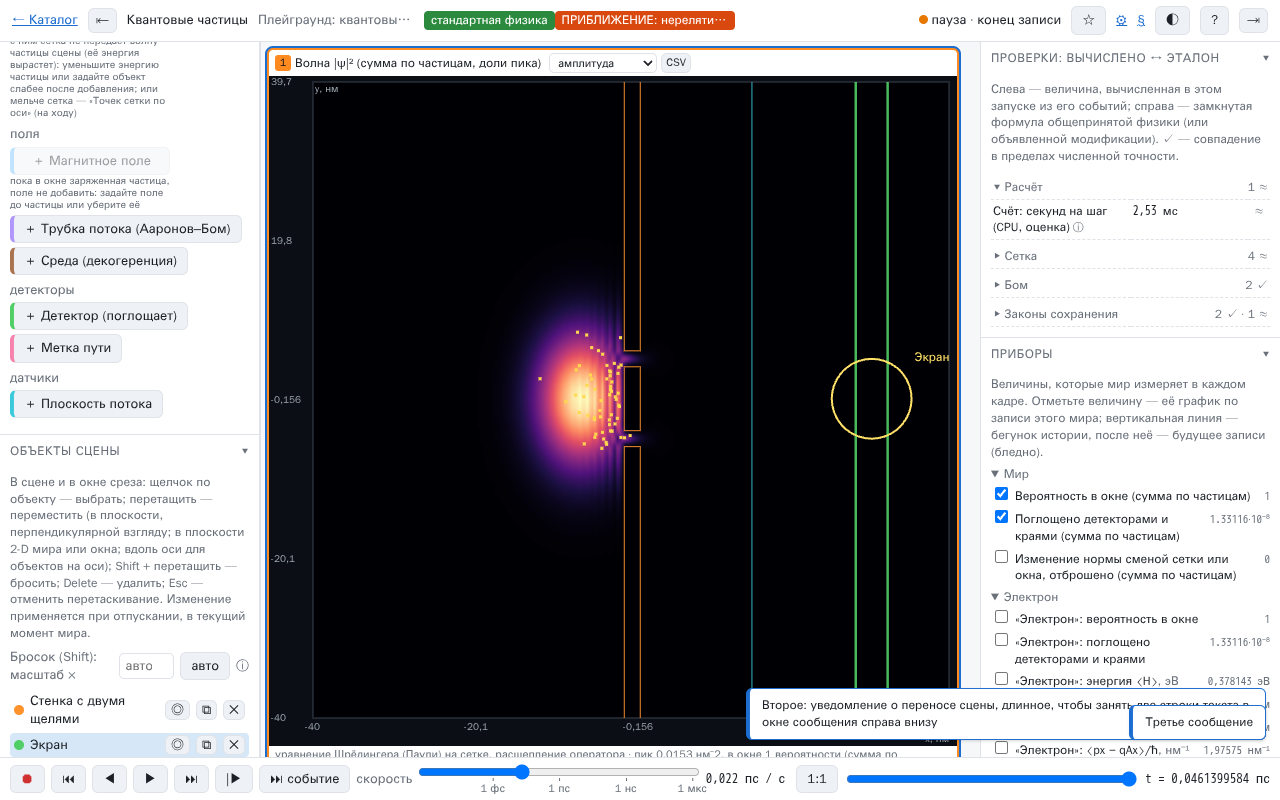 ← Каталог
⇤
Квантовые частицы
Плейграунд: квантовы···
стандартная физика
ПРИБЛИЖЕНИЕ: нереляти···
пауза · конец записи
§
?
⇥
частицы сцены (её энергия
вырастет): уменьшите энергию
частицы или задайте объект
слабее после добавления; или
мельче сетка — «Точек сетки по
оси» (на ходу)
поля
+ Магнитное поле
пока в окне заряженная частица,
поле не добавить: задайте поле
до частицы или уберите её
+ Трубка потока (Ааронов–Бом)
+ Среда (декогеренция)
детекторы
+ Детектор (поглощает)
+ Метка пути
датчики
+ Плоскость потока
ОБЪЕКТЫ СЦЕНЫ
В сцене и в окне среза: щелчок по
объекту — выбрать; перетащить —
переместить (в плоскости,
перпендикулярной взгляду; в плоскости
2-D мира или окна; вдоль оси для
объектов на оси); Shift + перетащить —
бросить; Delete — удалить; Esc —
отменить перетаскивание. Изменение
применяется при отпускании, в текущий
момент мира.
Бросок (Shift):
масштаб ×
авто
авто
Стенка с двумя
щелями
Экран
1 Волна |ψ|² (сумма по частицам, доли пика)
амплитуда
CSV
39,7
y, нм
19,8
-0,156
-20,1
-40
-40
-20,1
-0,156
Экран
уравнение Шрёдингера (Паули) на сетке, расщепление оператора · пик 0,0153 нм⁻², в окне 1 вероятности (сумма по
ПРОВЕРКИ: ВЫЧИСЛЕНО ↔ ЭТАЛОН
Слева — величина, вычисленная в этом
запуске из его событий; справа — замкнутая
формула общепринятой физики (или
объявленной модификации). ✓ — совпадение
в пределах численной точности.
Расчёт 1 ≈
Счёт: секунд на шаг 2,53 мс ≈
(CPU, оценка) ⓘ
Сетка 4 ≈
Бом 2 ✓
Законы сохранения 2 ✓ · 1 ≈
ПРИБОРЫ
Величины, которые мир измеряет в каждом
кадре. Отметьте величину — её график по
записи этого мира; вертикальная линия —
бегунок истории, после неё — будущее записи
(бледно).
Мир
Вероятность в окне (сумма по частицам) 1
Поглощено детекторами и 1.33116·10⁻⁸
краями (сумма по частицам)
Изменение нормы сменой сетки или 0
окна, отброшено (сумма по частицам)
Электрон
«Электрон»: вероятность в окне 1
«Электрон»: поглощено 1.33116·10⁻⁸
детекторами и краями
«Электрон»: энергия ⟨H⟩, эВ 0,378143 эВ
Второе: уведомление о переносе сцены, длинное, чтобы занять две строки текста в
окне сообщения справа внизу
Третье сообщение
«Электрон»: ⟨px − qAx⟩/ħ, нм⁻¹ 1,97575 нм⁻¹
событие
скорость
1 фс
1 пс
1 нс
1 мкс
0,022 пс / с
1:1
t = 0,0461399584 пс